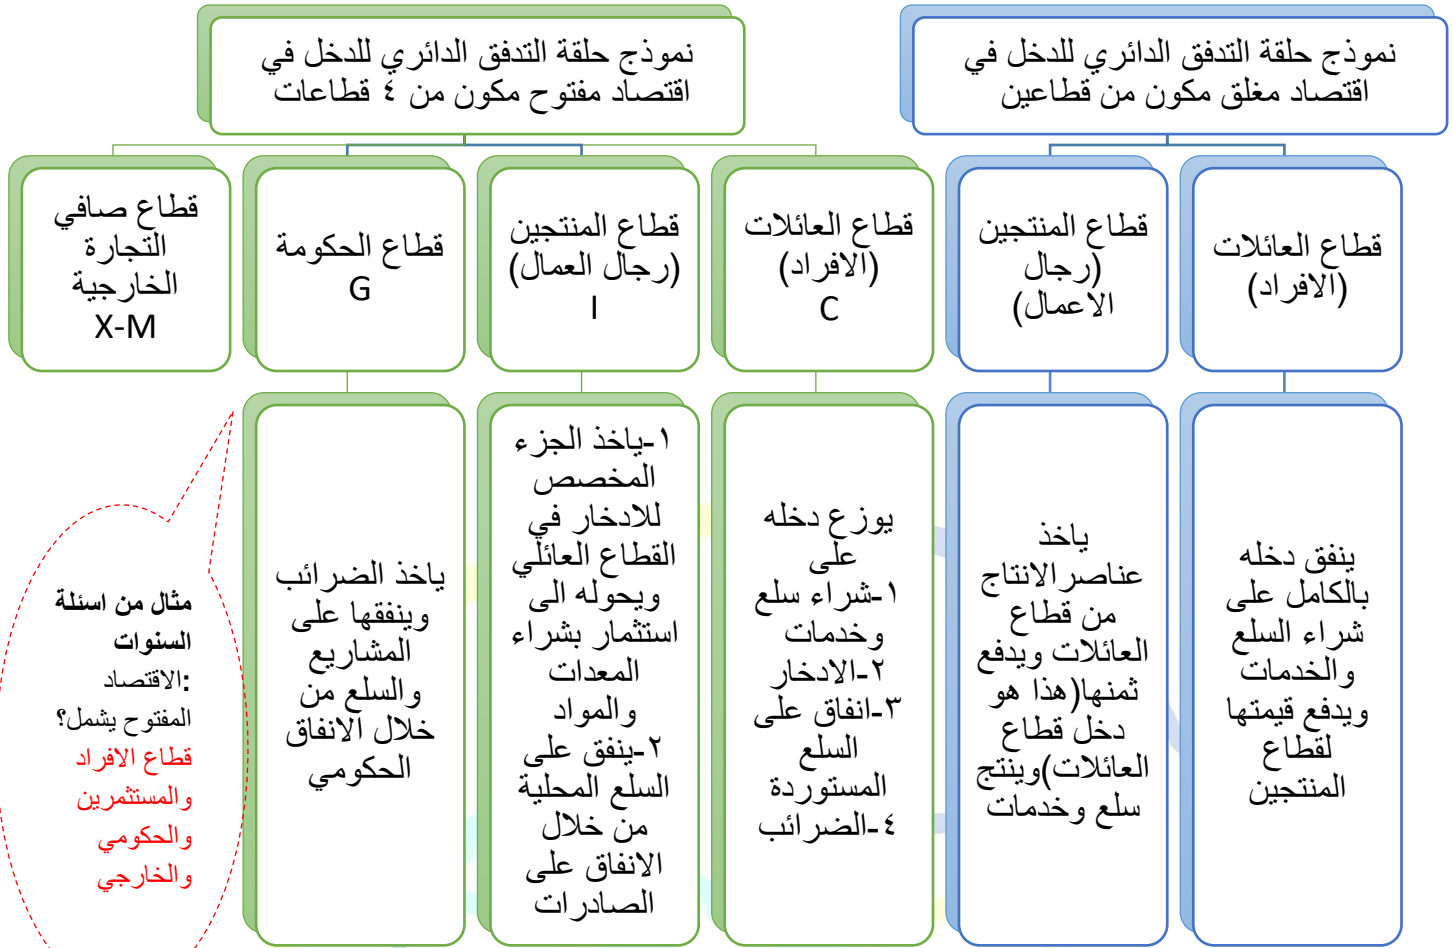 نموذج حلقة التدفق الدائري للدخل في
اقتصاد مغلق مكون من قطاعين
قطاع العائلات
(الافراد)
ينفق دخله
بالكامل على
شراء السلع
والخدمات
ويدفع قيمتها
لقطاع
المنتجين
قطاع المنتجين
(رجال
الاعمال)
ياخذ
عناصرالانتاج
من قطاع
العائلات ويدفع
ثمنها(هذا هو
دخل قطاع
العائلات)وينتج
سلع وخدمات
نموذج حلقة التدفق الدائري للدخل في
اقتصاد مفتوح مكون من ٤ قطاعات
قطاع العائلات
(الافراد)
C
يوزع دخله
على
١-شراء سلع
وخدمات
٢-الادخار
٣-انفاق على
السلع
المستوردة
٤-الضرائب
قطاع المنتجين
(رجال العمال)
I
١-ياخذ الجزء
المخصص
للادخار في
القطاع العائلي
ويحوله الى
استثمار بشراء
المعدات
والمواد
٢-ينفق على
السلع المحلية
من خلال
الانفاق على
الصادرات
قطاع الحكومة
G
ياخذ الضرائب
وينفقها على
المشاريع
والسلع من
خلال الانفاق
الحكومي
قطاع صافي
التجارة
الخارجية
X-M
مثال من اسئلة
السنوات
:الاقتصاد
المفتوح يشمل؟
قطاع الافراد
والمستثمرين
والحكومي
والخارجي